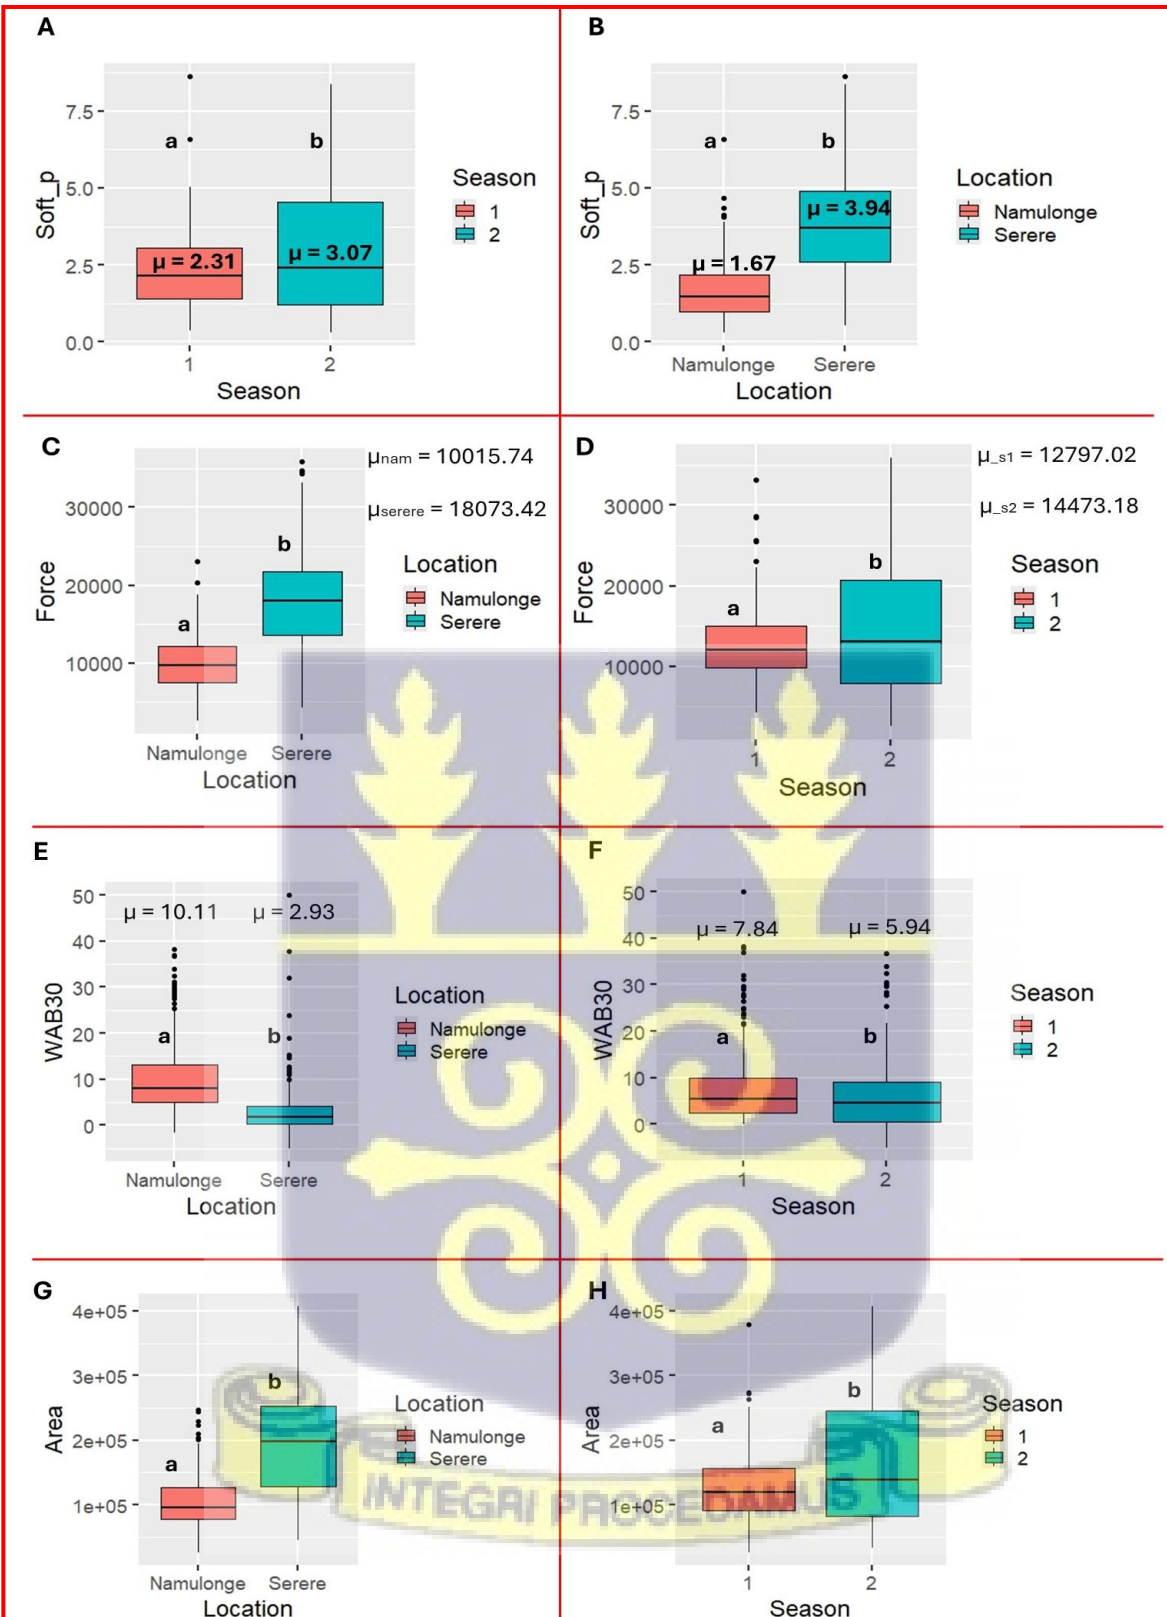 A
7.5
5.0
2.5
0.0
Soft_p
a
b
μ = 2.31
μ = 3.07
1
2
Season
Season
1
2
B
7.5
5.0
2.5
0.0
Soft_p
a
b
μ = 1.67
μ = 3.94
Namulonge
Serere
Location
Location
Namulonge
Serere
C
30000
20000
10000
Force
a
b
μnam = 10015.74
μserere = 18073.42
Namulonge
Serere
Location
Location
Namulonge
Serere
D
30000
20000
10000
Force
a
b
μ_s1 = 12797.02
μ_s2 = 14473.18
1
2
Season
Season
1
2
E
50
40
30
20
10
0
WAB30
μ = 10.11
μ = 2.93
a
b
Namulonge
Serere
Location
Location
Namulonge
Serere
F
50
40
30
20
10
0
WAB30
μ = 7.84
μ = 5.94
a
b
1
2
Season
Season
1
2
G
4e+05
3e+05
2e+05
1e+05
Area
a
b
Namulonge
Serere
Location
Location
Namulonge
Serere
H
4e+05
3e+05
2e+05
1e+05
Area
a
b
1
2
Season
Season
1
2
INTEGRI PROCEDAMUS